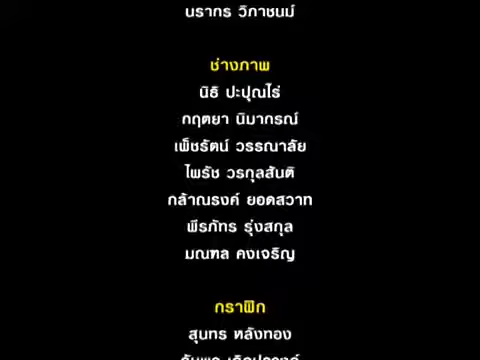 นรากร วิภาชนม์
ช่างภาพ
นิธิ ปะปุณไร่
กฤตยา นิมากรณ์
เพ็ชรัตน์ วรรณาลัย
ไพรัช วรกุลสันติ
กล้าณรงค์ ยอดสวาท
พีรภัทร รุ่งสกุล
มณฑล คงเจริญ
กราฟิก
สุนทร หลังทอง